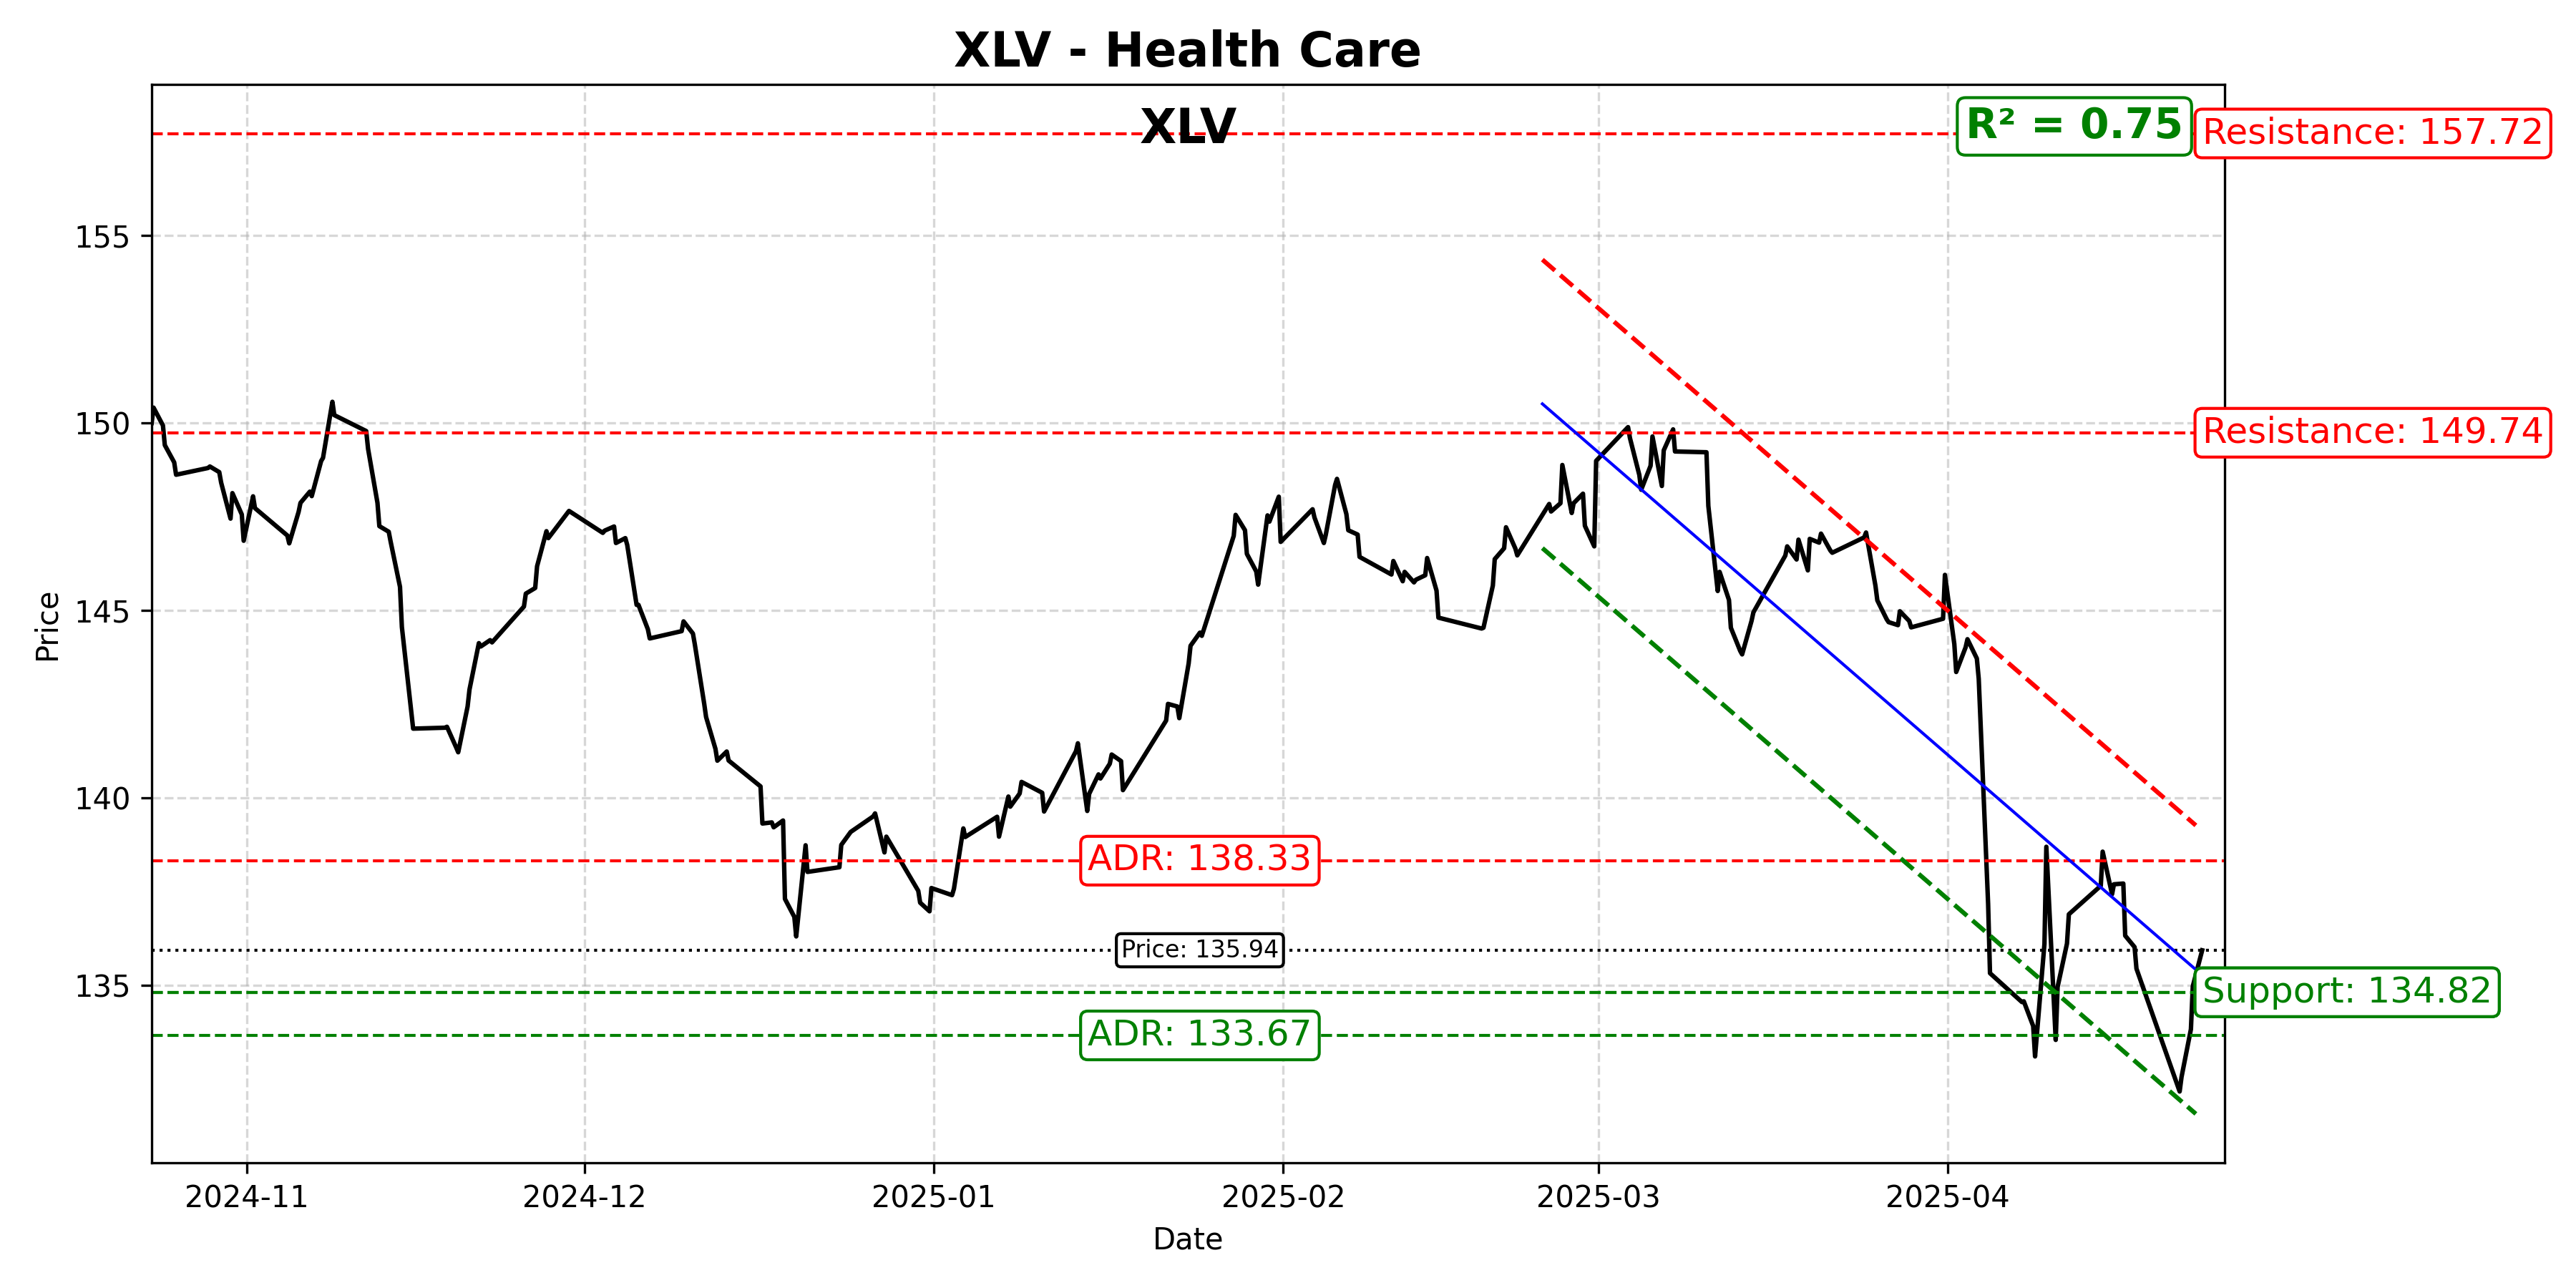 XLV - Health Care
XLV
R² = 0.75
Resistance: 157.72
155
150
Resistance: 149.74
145
Price
140
ADR: 138.33
Price: 135.94
135
Support: 134.82
ADR: 133.67
2024-11
2024-12
2025-01
2025-02
2025-03
2025-04
Date